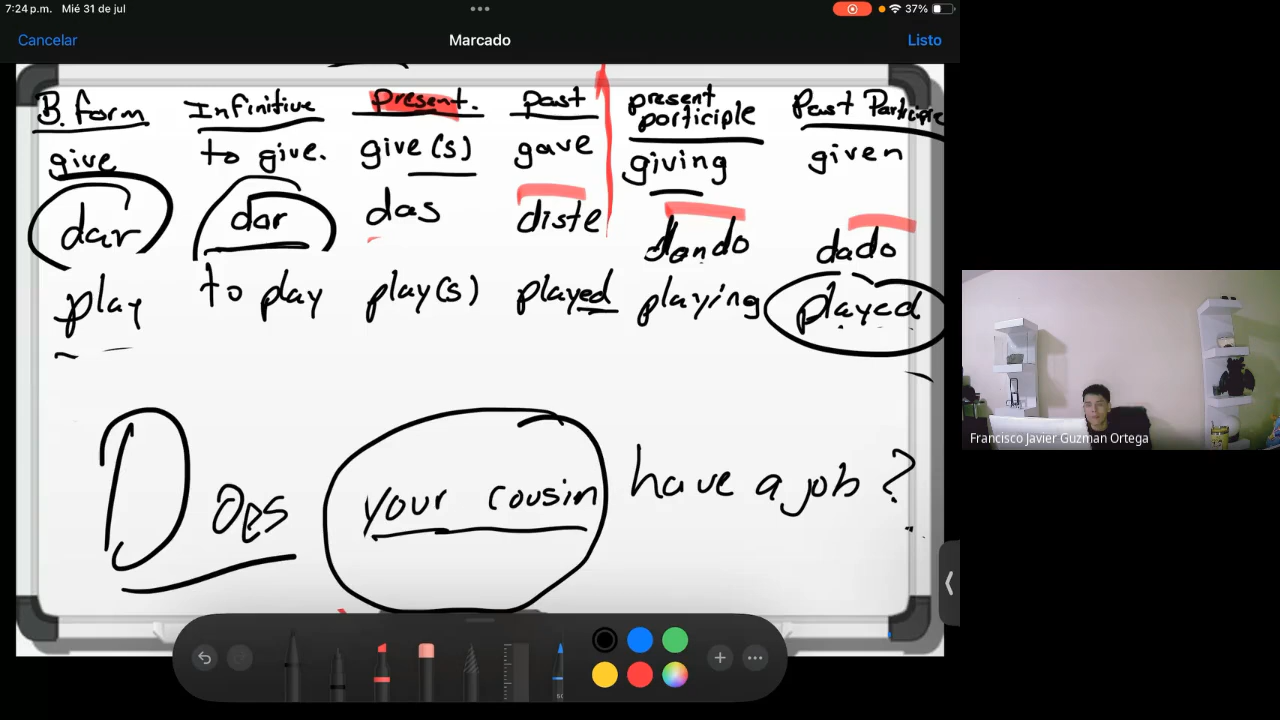 7:24 p.m. Mié 31 de jul
37%
Cancelar
Marcado
Listo
B. form Infinitive present. past present porticiple Past Participle
give to give. give(s) gave giving given
dar dar das diste dando dado
play to play play(s) played playing played
Does your cousin have a job?
Francisco Javier Guzman Ortega